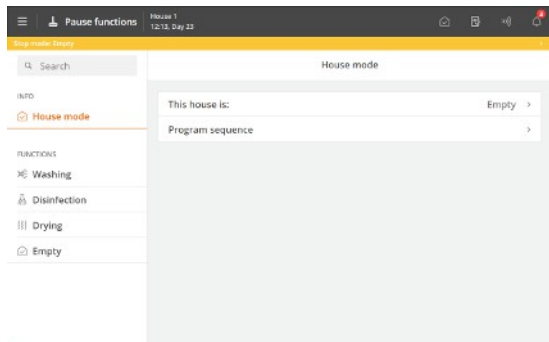 Pause functions
House 1
12:13, Day 23
Stop mode: Empty
Search
House mode
INFO
House mode
This house is:
Empty
Program sequence
FUNCTIONS
Washing
Disinfection
Drying
Empty